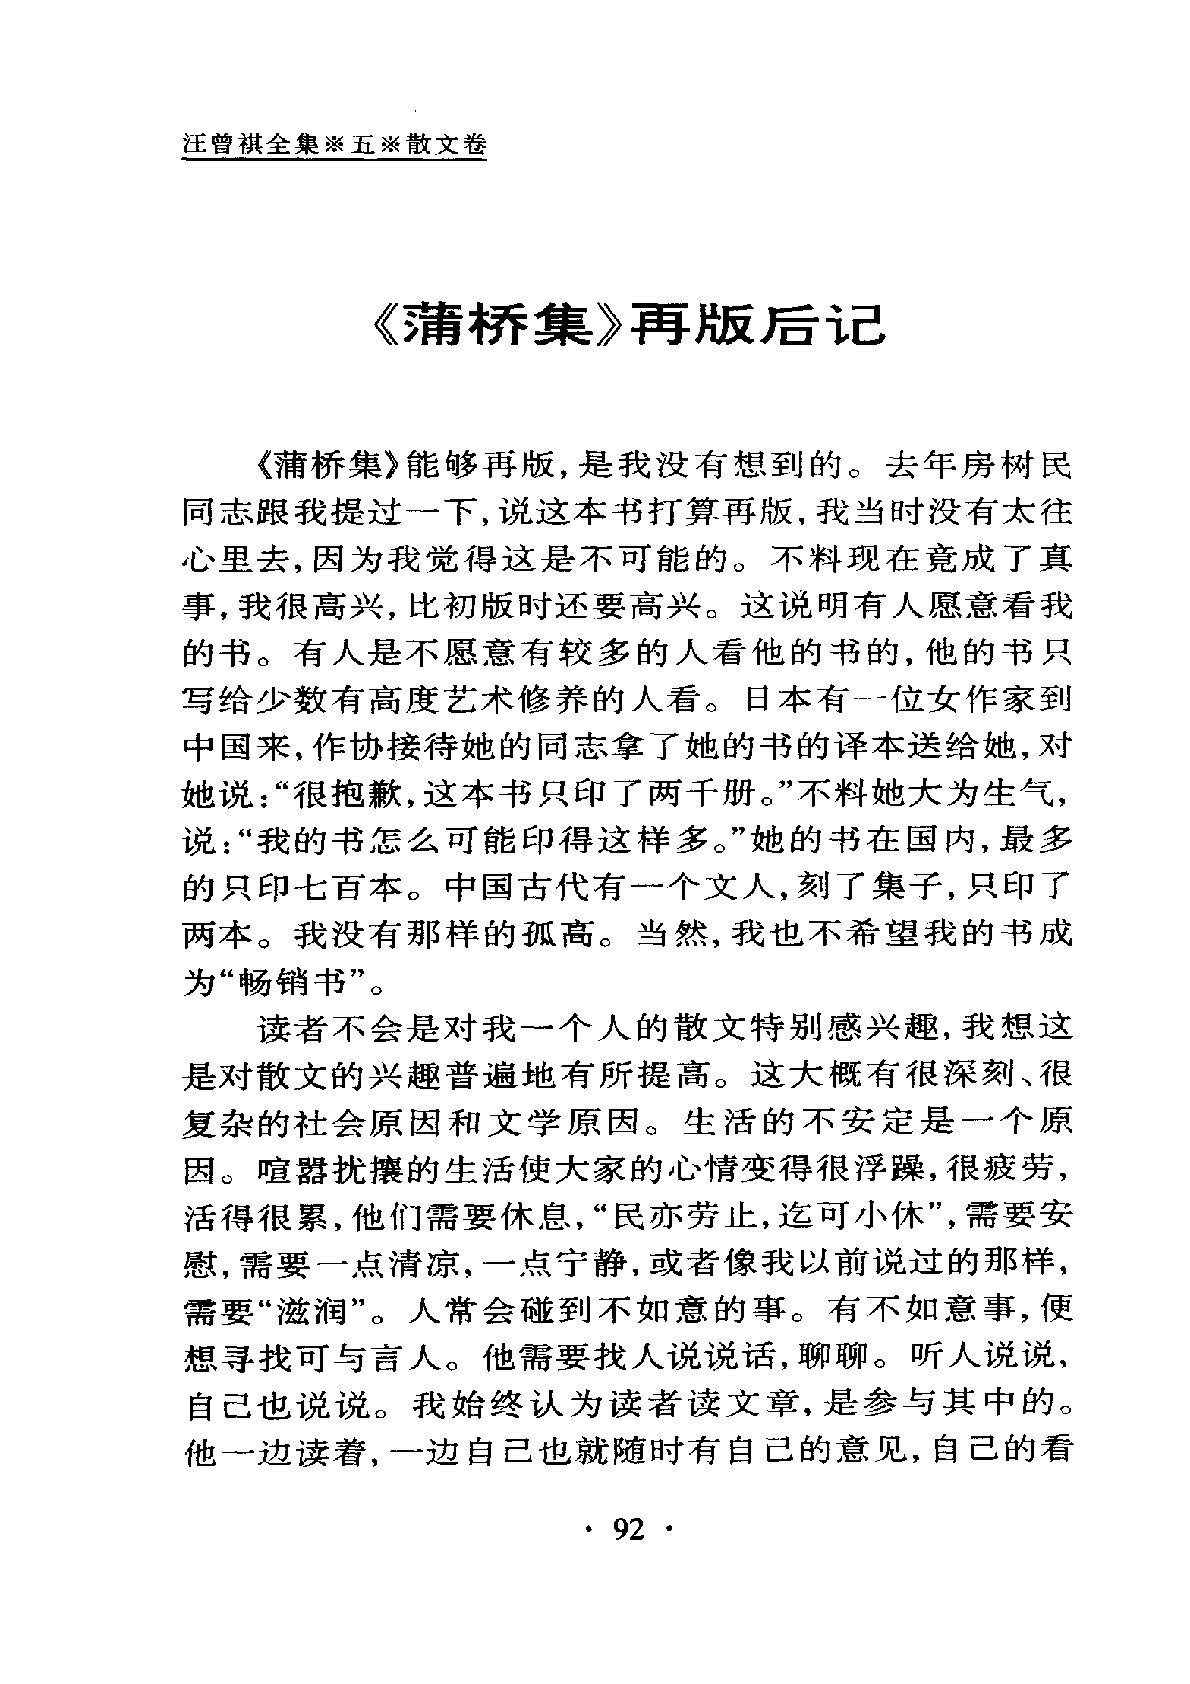 汪曾祺全集※五※散文卷
《蒲桥集》再版后记
《蒲桥集》能够再版,是我没有想到的。去年房树民
同志跟我提过一下,说这本书打算再版,我当时没有太往
心里去,因为我觉得这是不可能的。不料现在竟成了真
事,我很高兴,比初版时还要高兴。这说明有人愿意看我
的书。有人是不愿意有较多的人看他的书的,他的书只
写给少数有高度艺术修养的人看。日本有一位女作家到
中国来,作协接待她的同志拿了她的书的译本送给她,对
她说:“很抱歉,这本书只印了两千册。”不料她大为生气,
说:“我的书怎么可能印得这样多。”她的书在国内,最多
的只印七百本。中国古代有一个文人,刻了集子,只印了
两本。我没有那样的孤高。当然,我也不希望我的书成
为“畅销书”。
读者不会是对我一个人的散文特别感兴趣,我想这
是对散文的兴趣普遍地有所提高。这大概有很深刻、很
复杂的社会原因和文学原因。生活的不安定是一个原
因。喧嚣扰攘的生活使大家的心情变得很浮躁,很疲劳,
活得很累,他们需要休息,“民亦劳止,迄可小休”,需要安
慰,需要一点清凉,一点宁静,或者像我以前说过的那样,
需要“滋润”。人常会碰到不如意的事。有不如意事,便
想寻找可与言人。他需要找人说说话,聊聊。听人说说,
自己也说说。我始终认为读者读文章,是参与其中的。
他一边读着,一边自己也就随时有自己的意见,自己的看
· 92 ·